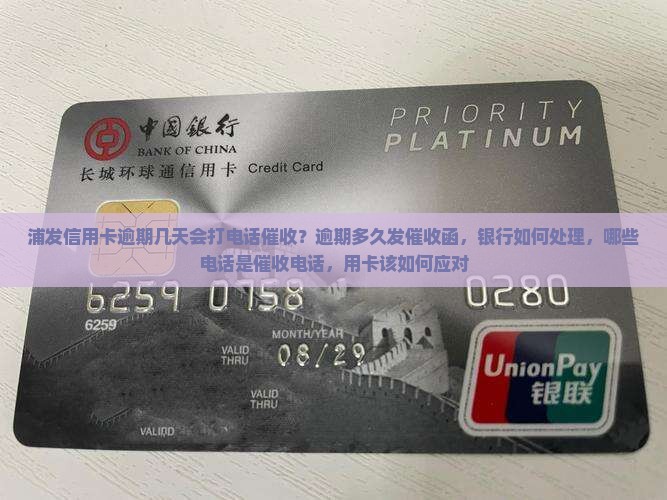 中国銀行
BANK OF CHINA
长城环球通信用卡 Credit Card
PRIORITY
PLATINUM
浦发信用卡逾期几天会打电话催收？逾期多久发催收函，银行如何处理，哪些
电话是催收电话，用卡该如何应对
6259 0758 0280
6259
MONTH/YEAR
VALID
THRU
08/29
VALID
THRU
UnionPay
银联